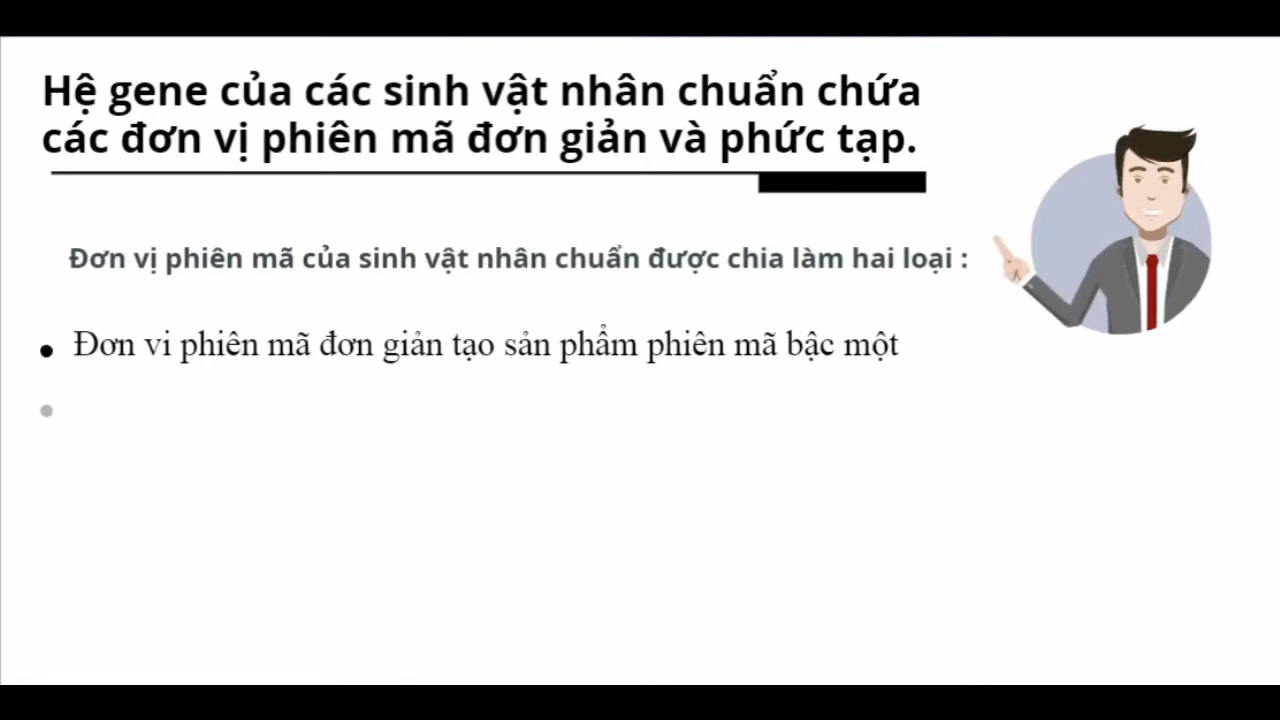 Hệ gene của các sinh vật nhân chuẩn chứa
các đơn vị phiên mã đơn giản và phức tạp.
Đơn vị phiên mã của sinh vật nhân chuẩn được chia làm hai loại :
• Đơn vi phiên mã đơn giản tạo sản phẩm phiên mã bậc một